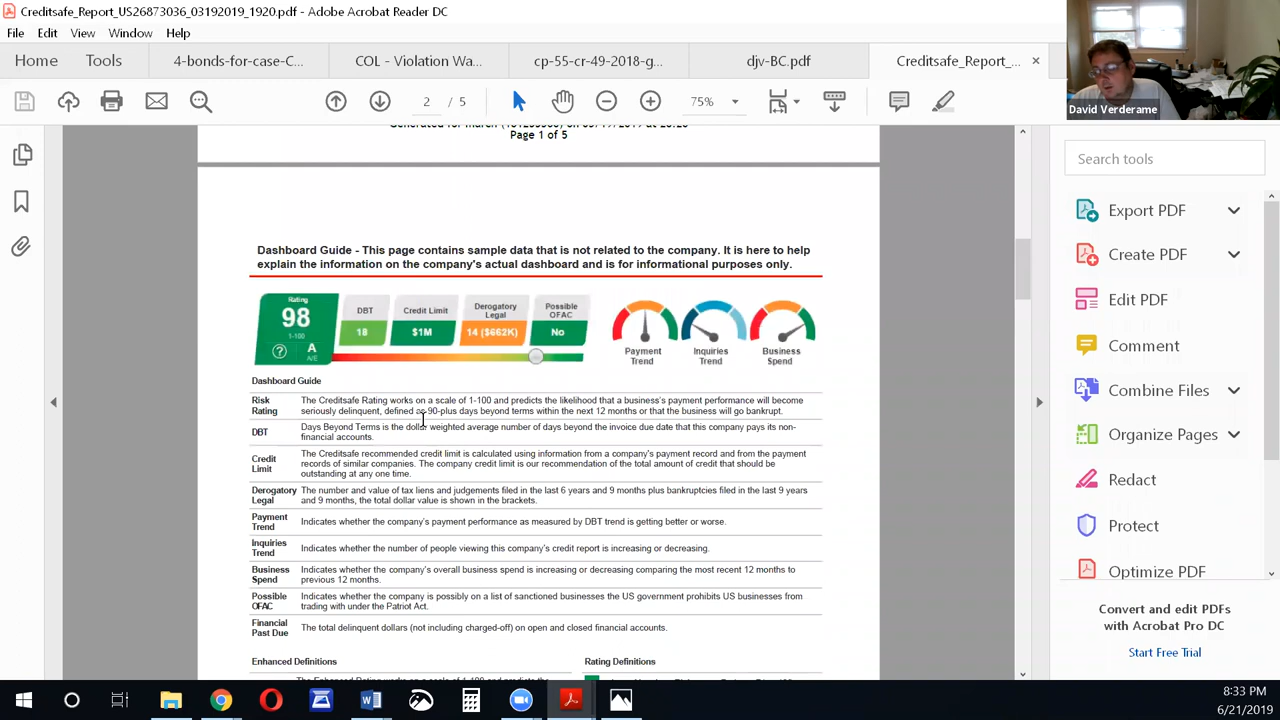 Creditsafe_Report_US26873036_03192019_1920.pdf - Adobe Acrobat Reader DC
File Edit View Window Help
Home Tools 4-bonds-for-case-C... COL - Violation Wa... cp-55-cr-49-2018-g... djv-BC.pdf Creditsafe_Report_... ×
2 / 5 75%
David Verderame
Page 1 of 5
Dashboard Guide - This page contains sample data that is not related to the company. It is here to help
explain the information on the company's actual dashboard and is for informational purposes only.
Rating
98
1-100
A
A/E
?
DBT
18
Credit Limit
$1M
Derogatory
Legal
14 ($662K)
Possible
OFAC
No
Payment
Trend
Inquiries
Trend
Business
Spend
Dashboard Guide
Risk
Rating
The Creditsafe Rating works on a scale of 1-100 and predicts the likelihood that a business's payment performance will become
seriously delinquent, defined as 90-plus days beyond terms within the next 12 months or that the business will go bankrupt.
DBT
Days Beyond Terms is the dollar weighted average number of days beyond the invoice due date that this company pays its non-
financial accounts.
Credit
Limit
The Creditsafe recommended credit limit is calculated using information from a company's payment record and from the payment
records of similar companies. The company credit limit is our recommendation of the total amount of credit that should be
outstanding at any one time.
Derogatory
Legal
The number and value of tax liens and judgements filed in the last 6 years and 9 months plus bankruptcies filed in the last 9 years
and 9 months, the total dollar value is shown in the brackets.
Payment
Trend
Indicates whether the company's payment performance as measured by DBT trend is getting better or worse.
Inquiries
Trend
Indicates whether the number of people viewing this company's credit report is increasing or decreasing.
Business
Spend
Indicates whether the company's overall business spend is increasing or decreasing comparing the most recent 12 months to
previous 12 months.
Possible
OFAC
Indicates whether the company is possibly on a list of sanctioned businesses the US government prohibits US businesses from
trading with under the Patriot Act.
Financial
Past Due
The total delinquent dollars (not including charged-off) on open and closed financial accounts.
Enhanced Definitions
Rating Definitions
Search tools
Export PDF
Create PDF
Edit PDF
Comment
Combine Files
Organize Pages
Redact
Protect
Optimize PDF
Convert and edit PDFs
with Acrobat Pro DC
Start Free Trial
8:33 PM
6/21/2019